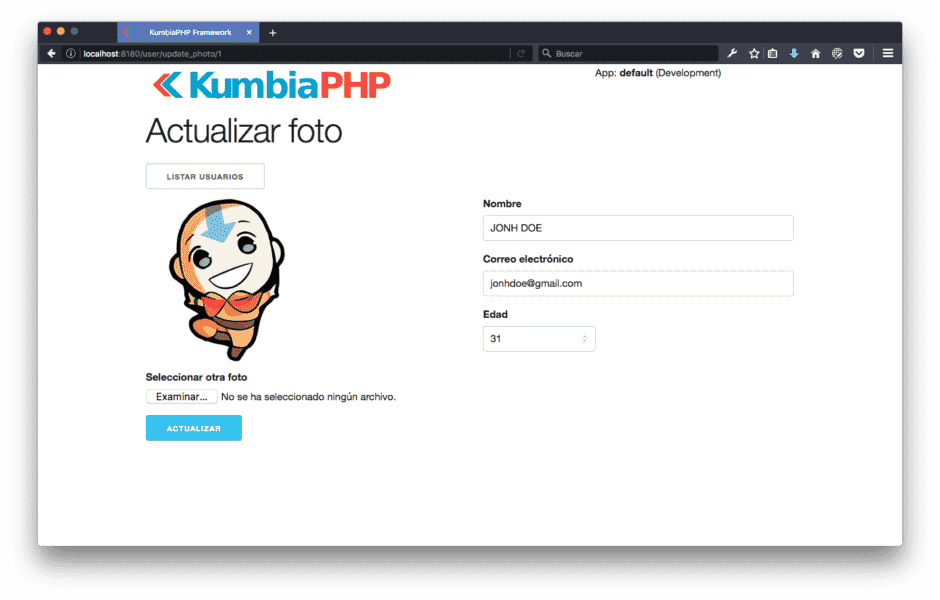 KumbiaPHP Framework
localhost:8180/user/update_photo/1
Buscar
KumbiaPHP
App: default (Development)
Actualizar foto
LISTAR USUARIOS
Nombre
JONH DOE
Correo electrónico
jonhdoe@gmail.com
Edad
31
Seleccionar otra foto
Examinar... No se ha seleccionado ningún archivo.
ACTUALIZAR